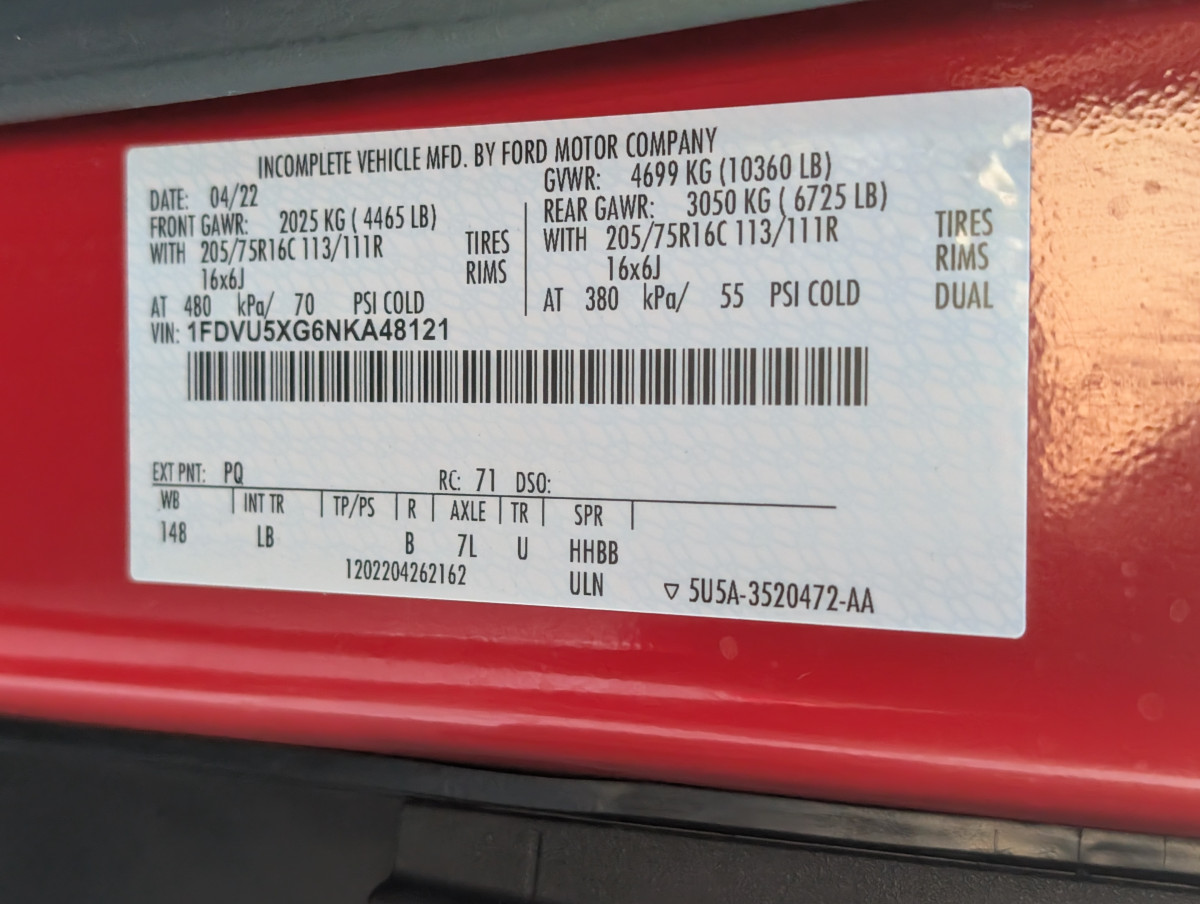 INCOMPLETE VEHICLE MFD. BY FORD MOTOR COMPANY
DATE: 04/22 GVWR: 4699 KG (10360 LB)
FRONT GAWR: 2025 KG ( 4465 LB) REAR GAWR: 3050 KG ( 6725 LB)
WITH 205/75R16C 113/111R TIRES WITH 205/75R16C 113/111R TIRES
16x6J RIMS 16x6J RIMS
AT 480 kPa/ 70 PSI COLD AT 380 kPa/ 55 PSI COLD DUAL
VIN: 1FDVU5XG6NKA48121
EXT PNT: PQ RC: 71 DSO:
WB INT TR TP/PS R AXLE TR SPR
148 LB B 7L U HHBB
1202204262162 ULN ▽ 5U5A-3520472-AA